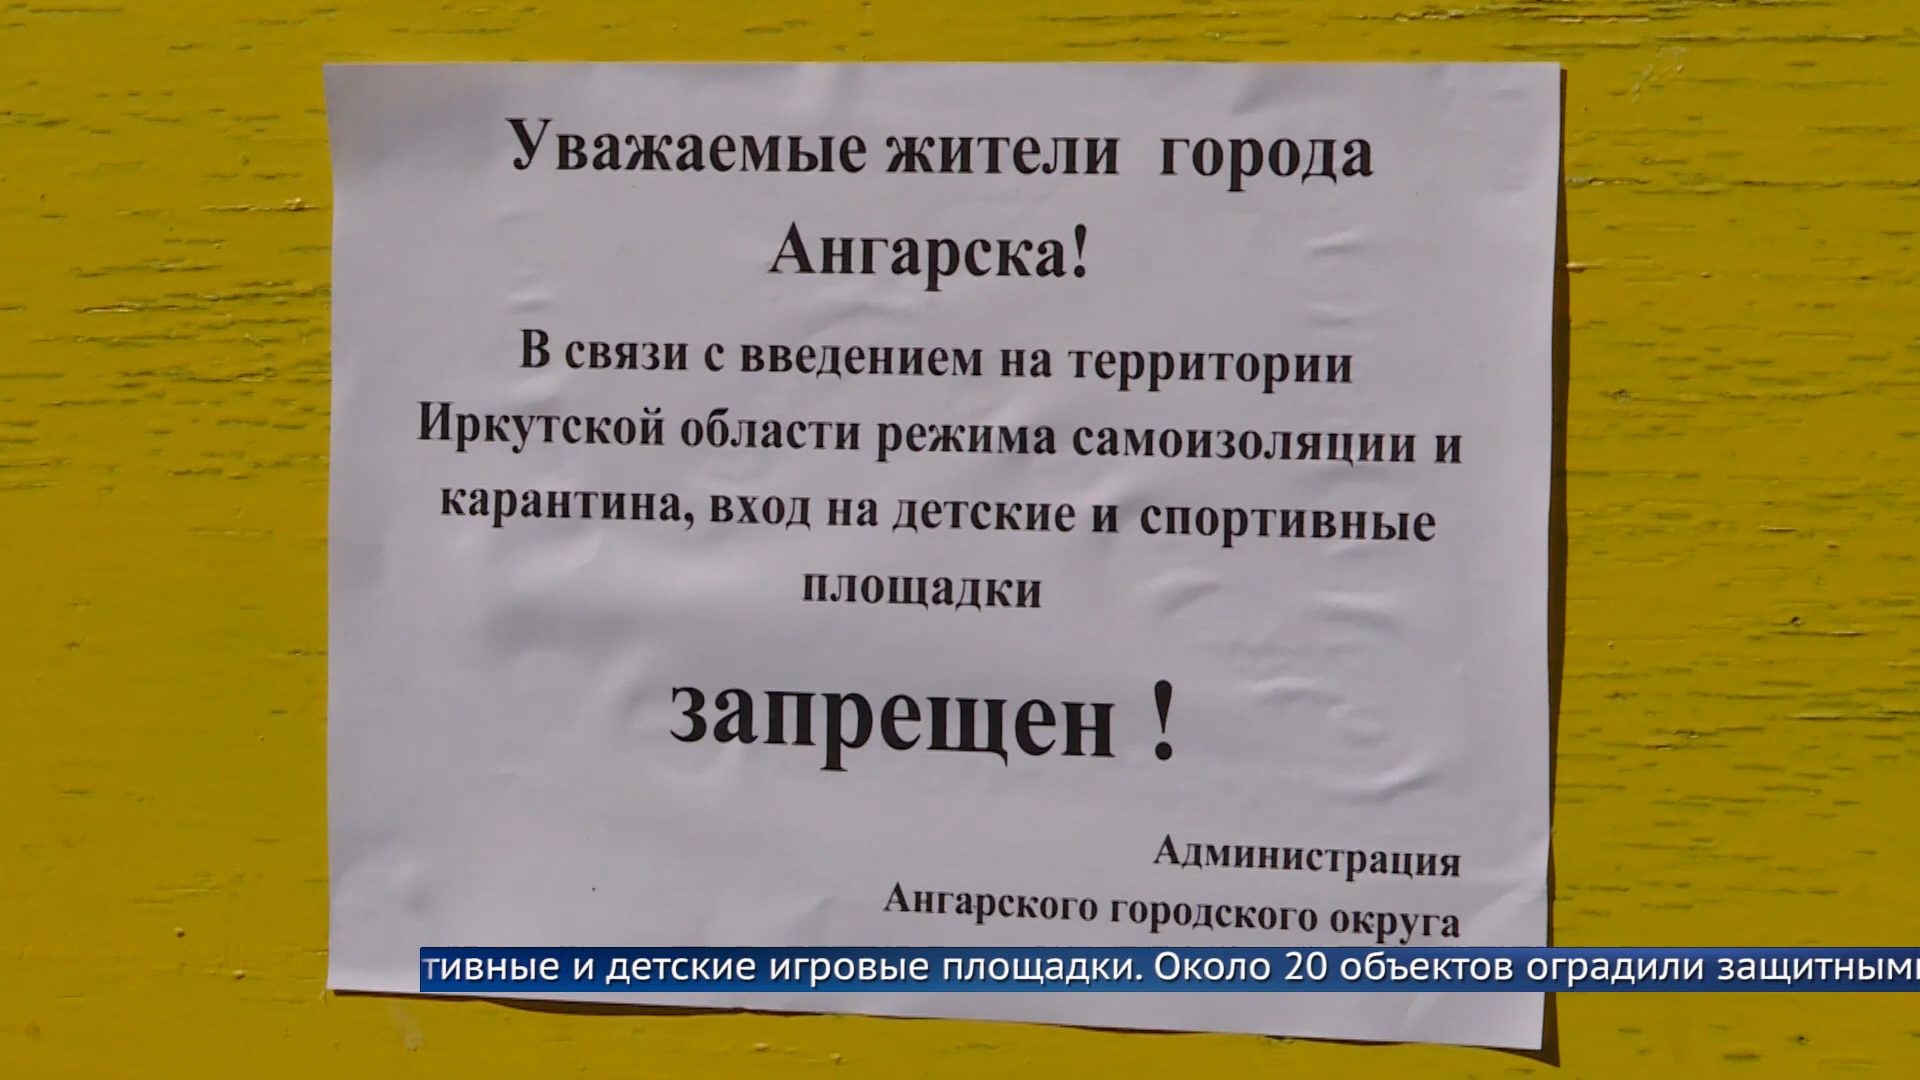 Уважаемые жители города
Ангарска!
В связи с введением на территории
Иркутской области режима самоизоляции и
карантина, вход на детские и спортивные
площадки
запрещен !
Администрация
Ангарского городского округа
тивные и детские игровые площадки. Около 20 объектов оградили защитными